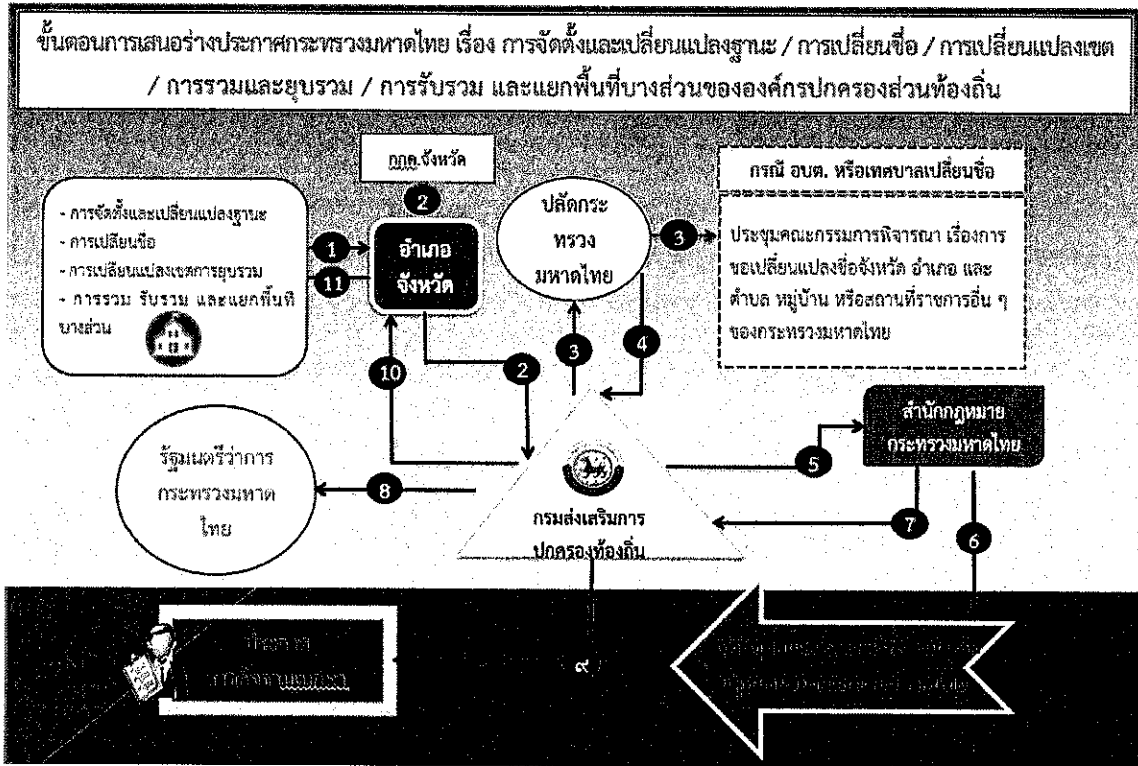 ขั้นตอนการเสนอร่างประกาศกระทรวงมหาดไทย เรื่อง การจัดตั้งและเปลี่ยนแปลงฐานะ / การเปลี่ยนชื่อ / การเปลี่ยนแปลงเขต
/ การรวมและยุบรวม / การรับรวม และแยกพื้นที่บางส่วนขององค์กรปกครองส่วนท้องถิ่น
กกต.จังหวัด
2
- การจัดตั้งและเปลี่ยนแปลงฐานะ
- การเปลี่ยนชื่อ
- การเปลี่ยนแปลงเขตการยุบรวม
- การรวม รับรวม และแยกพื้นที่
บางส่วน
1
11
อำเภอ
จังหวัด
ปลัดกระ
ทรวง
มหาดไทย
3
กรณี อบต. หรือเทศบาลเปลี่ยนชื่อ
ประชุมคณะกรรมการพิจารณา เรื่องการ
ขอเปลี่ยนแปลงชื่อจังหวัด อำเภอ และ
ตำบล หมู่บ้าน หรือสถานที่ราชการอื่น ๆ
ของกระทรวงมหาดไทย
10
2
3
4
รัฐมนตรีว่าการ
กระทรวงมหาด
ไทย
8
กรมส่งเสริมการ
ปกครองท้องถิ่น
5
สำนักกฎหมาย
กระทรวงมหาดไทย
7
6
ประกาศ
๙